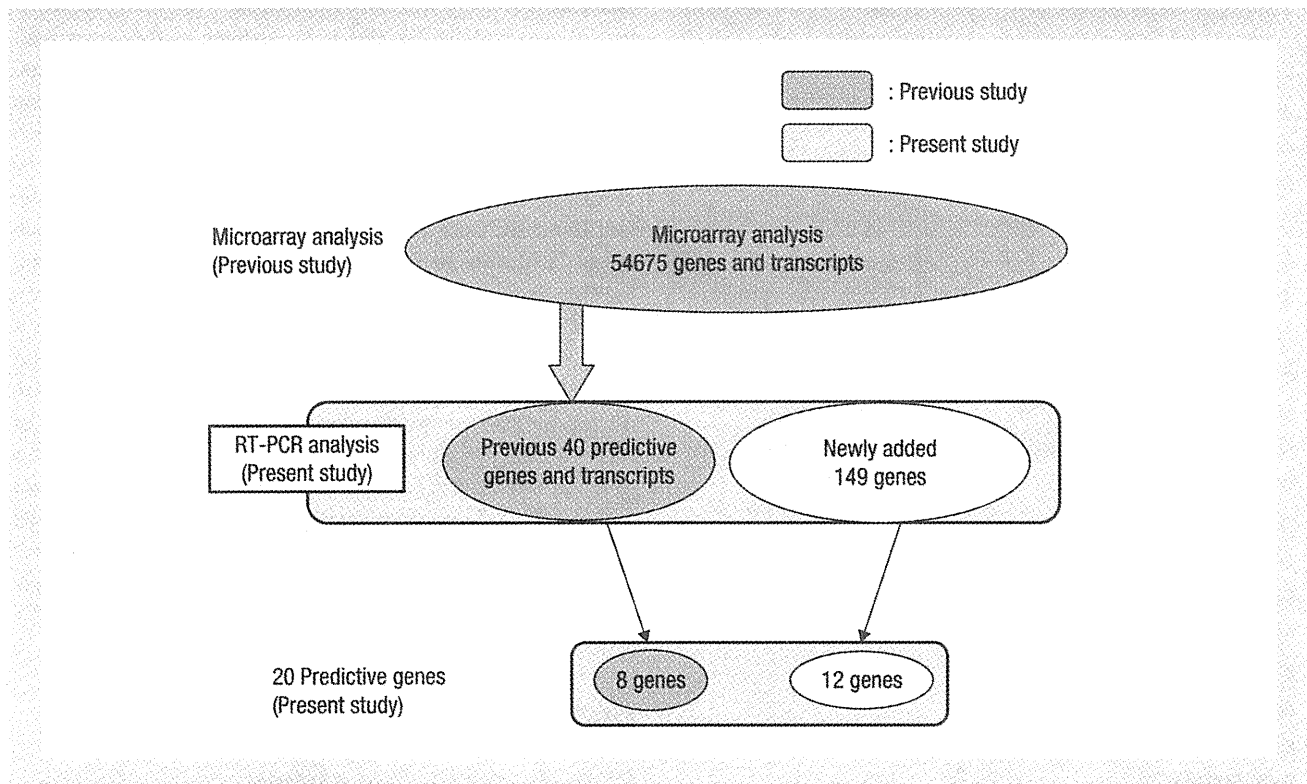 : Previous study
: Present study
Microarray analysis
(Previous study)
Microarray analysis
54675 genes and transcripts
RT-PCR analysis
(Present study)
Previous 40 predictive
genes and transcripts
Newly added
149 genes
20 Predictive genes
(Present study)
8 genes
12 genes